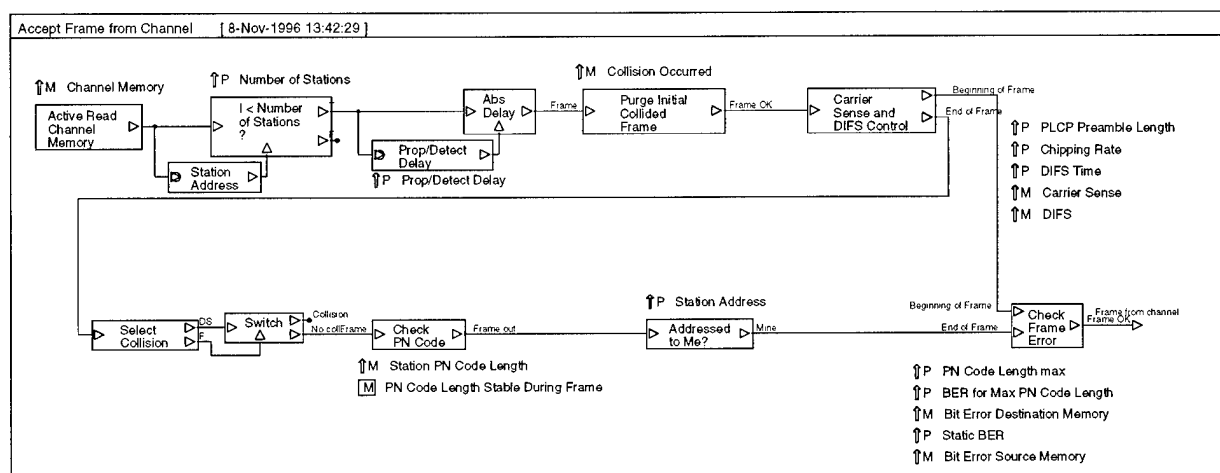 Accept Frame from Channel [ 8-Nov-1996 13:42:29 ]
⇑M Channel Memory
Active Read
Channel
Memory
⇑P Number of Stations
I < Number
of Stations
?
Station
Address
Prop/Detect
Delay
⇑P Prop/Detect Delay
Abs
Delay
Frame
⇑M Collision Occurred
Purge Initial
Collided
Frame
Frame OK
Carrier
Sense and
DIFS Control
Beginning of Frame
End of Frame
⇑P PLCP Preamble Length
⇑P Chipping Rate
⇑P DIFS Time
⇑M Carrier Sense
⇑M DIFS
Select
Collision
DS
F
Switch
Collision
No collFrame
Check
PN Code
Frame out
⇑M Station PN Code Length
M PN Code Length Stable During Frame
⇑P Station Address
Addressed
to Me?
Mine
Beginning of Frame
End of Frame
Check
Frame
Error
Frame from channel
Frame OK
⇑P PN Code Length max
⇑P BER for Max PN Code Length
⇑M Bit Error Destination Memory
⇑P Static BER
⇑M Bit Error Source Memory